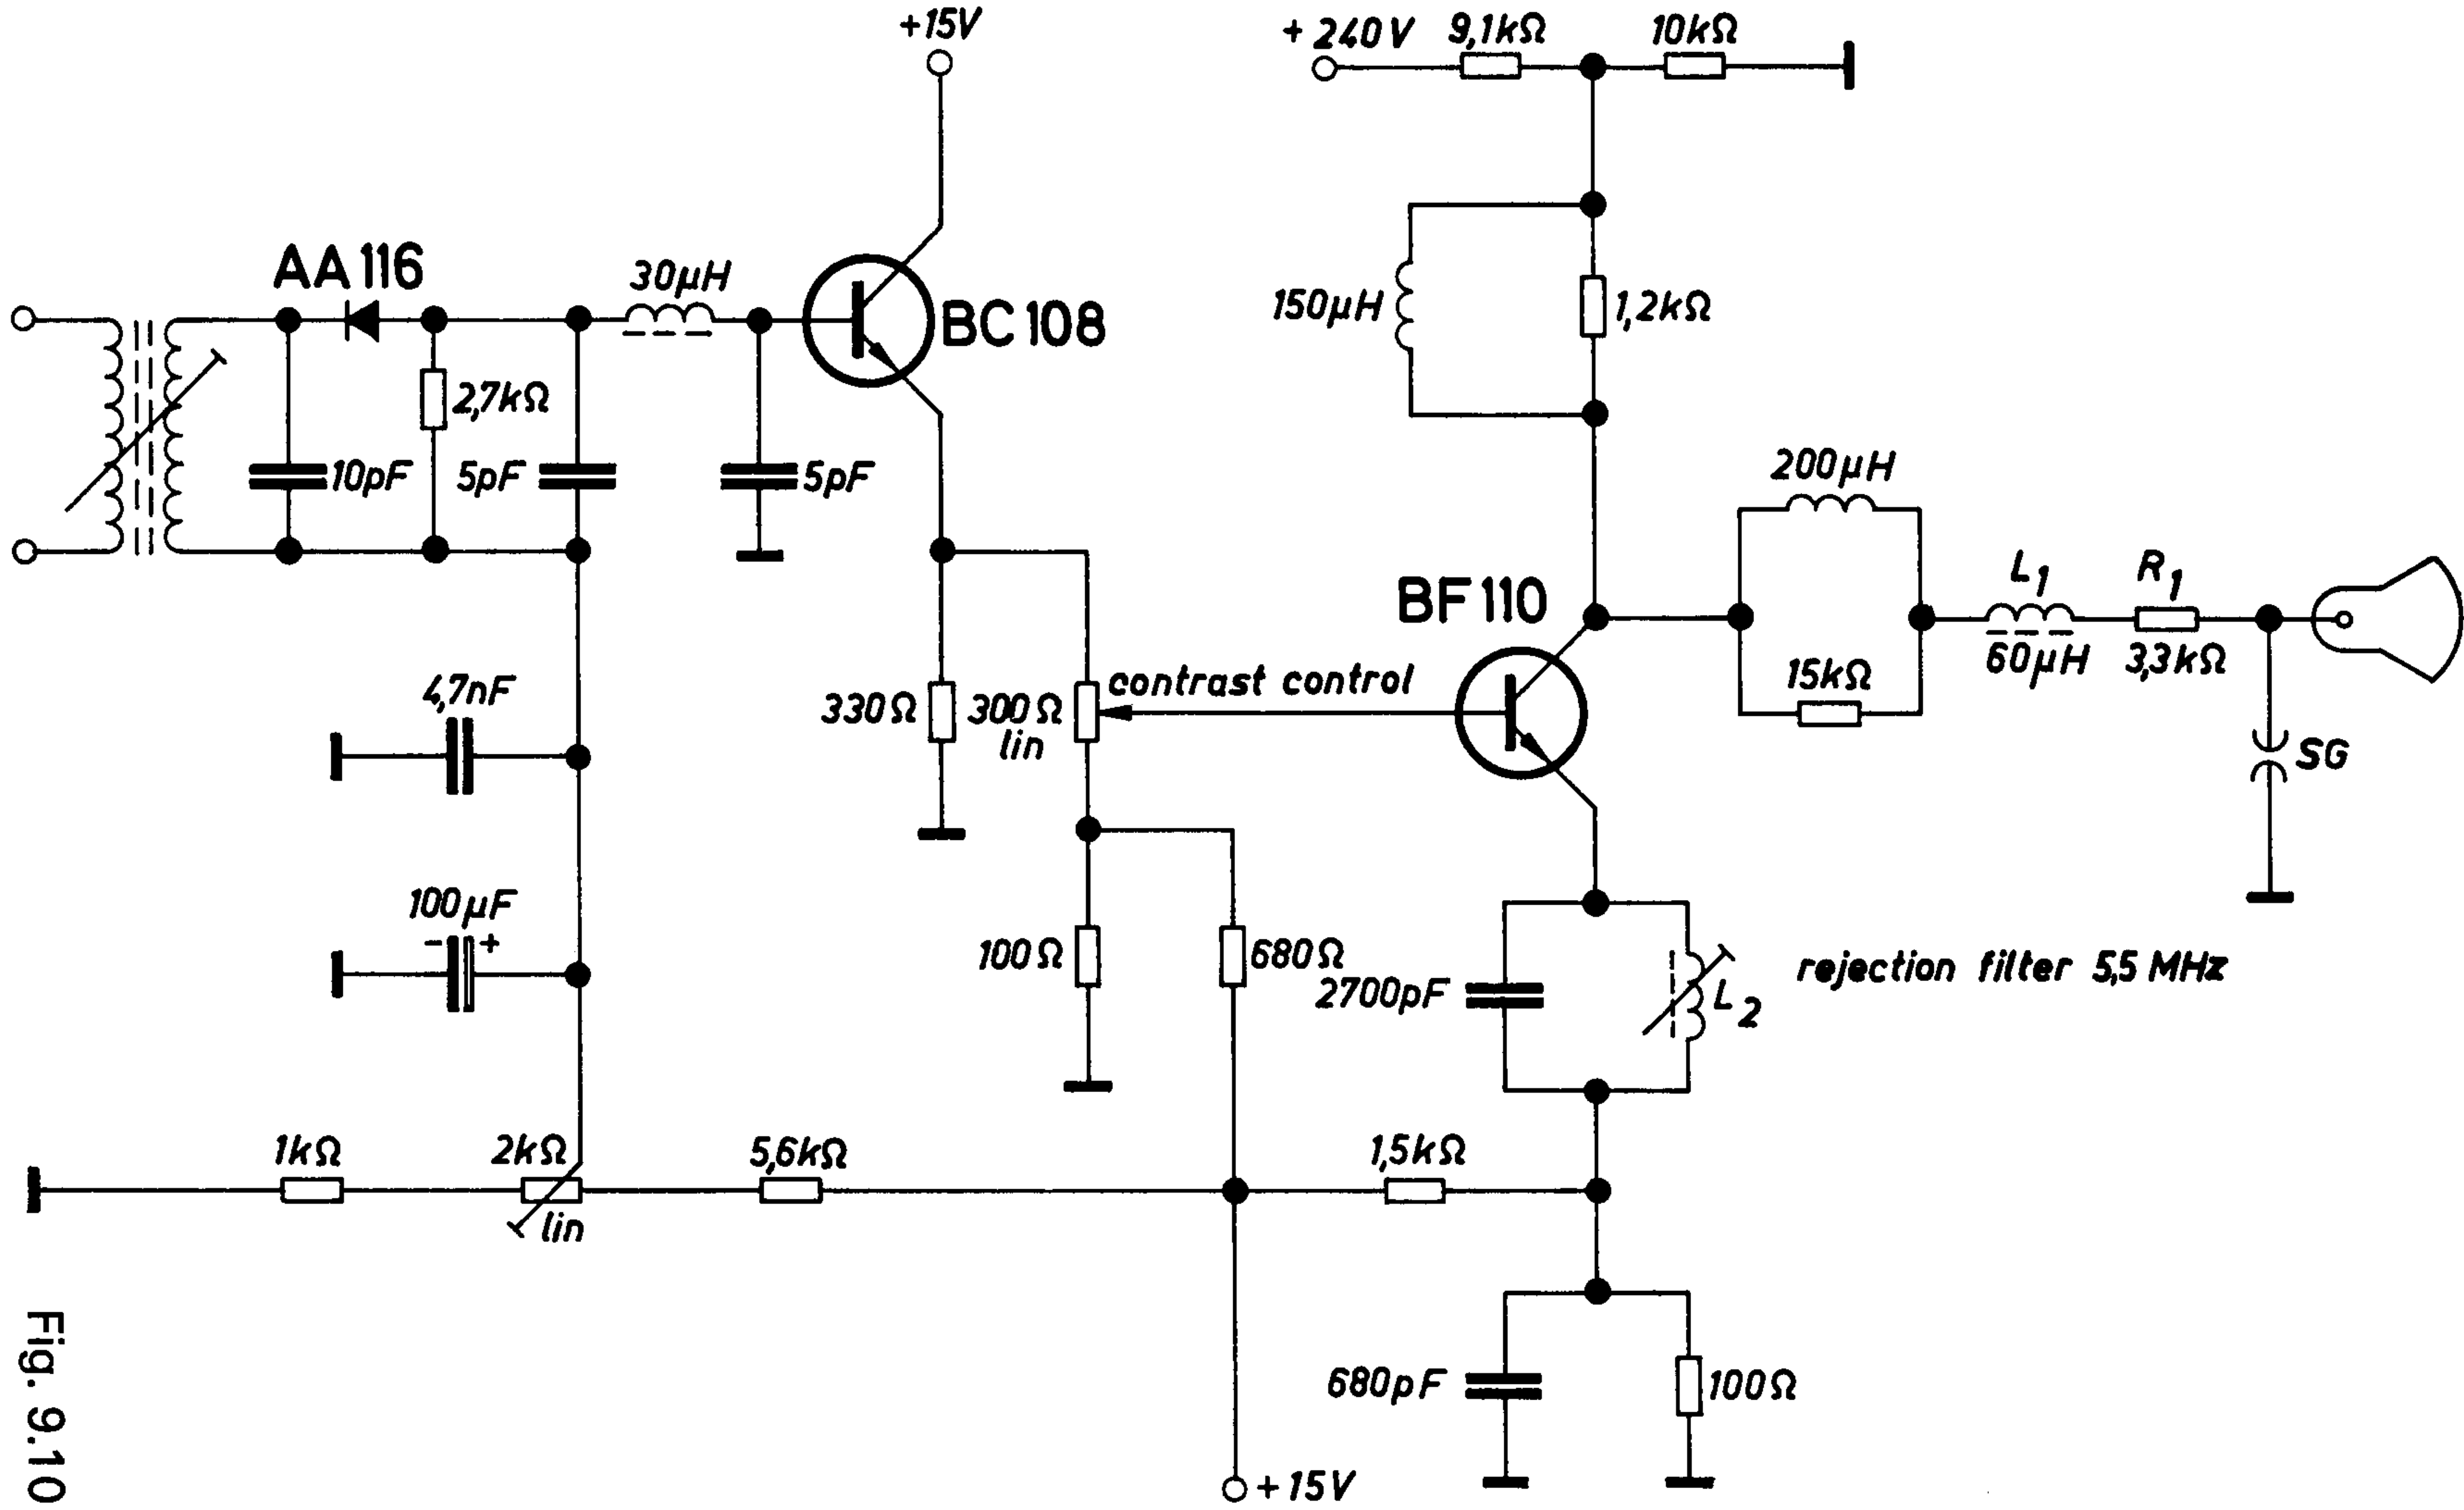 +15V
+ 240V
9,1kΩ
10kΩ
AA116
30μH
BC108
150μH
1,2kΩ
2,7kΩ
10pF
5pF
5pF
200μH
BF110
L1
R1
60μH
3,3kΩ
15kΩ
4,7nF
330Ω
300Ω
lin
contrast control
SG
100μF
- +
100Ω
680Ω
2700pF
L2
rejection filter 5,5 MHz
1kΩ
2kΩ
lin
5,6kΩ
1,5kΩ
680pF
100Ω
+15V
Fig. 9.10